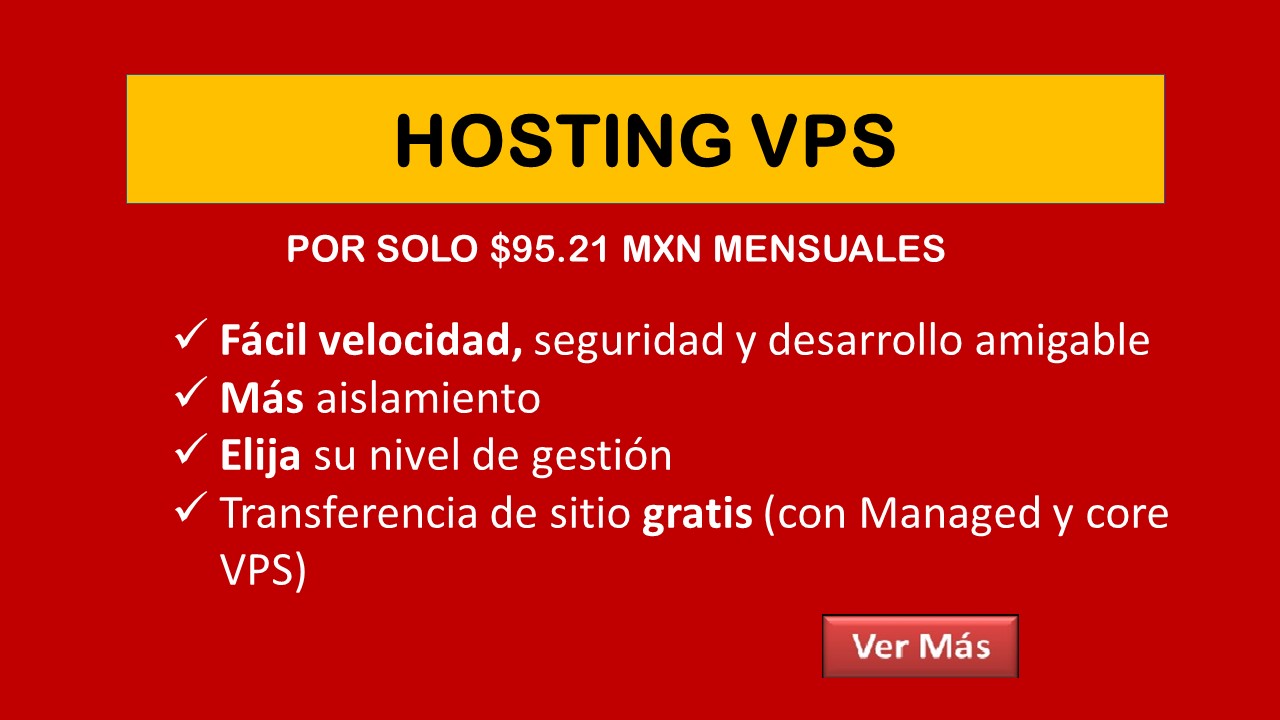 HOSTING VPS
POR SOLO $95.21 MXN MENSUALES
✓ Fácil velocidad, seguridad y desarrollo amigable
✓ Más aislamiento
✓ Elija su nivel de gestión
✓ Transferencia de sitio gratis (con Managed y core
VPS)
Ver Más